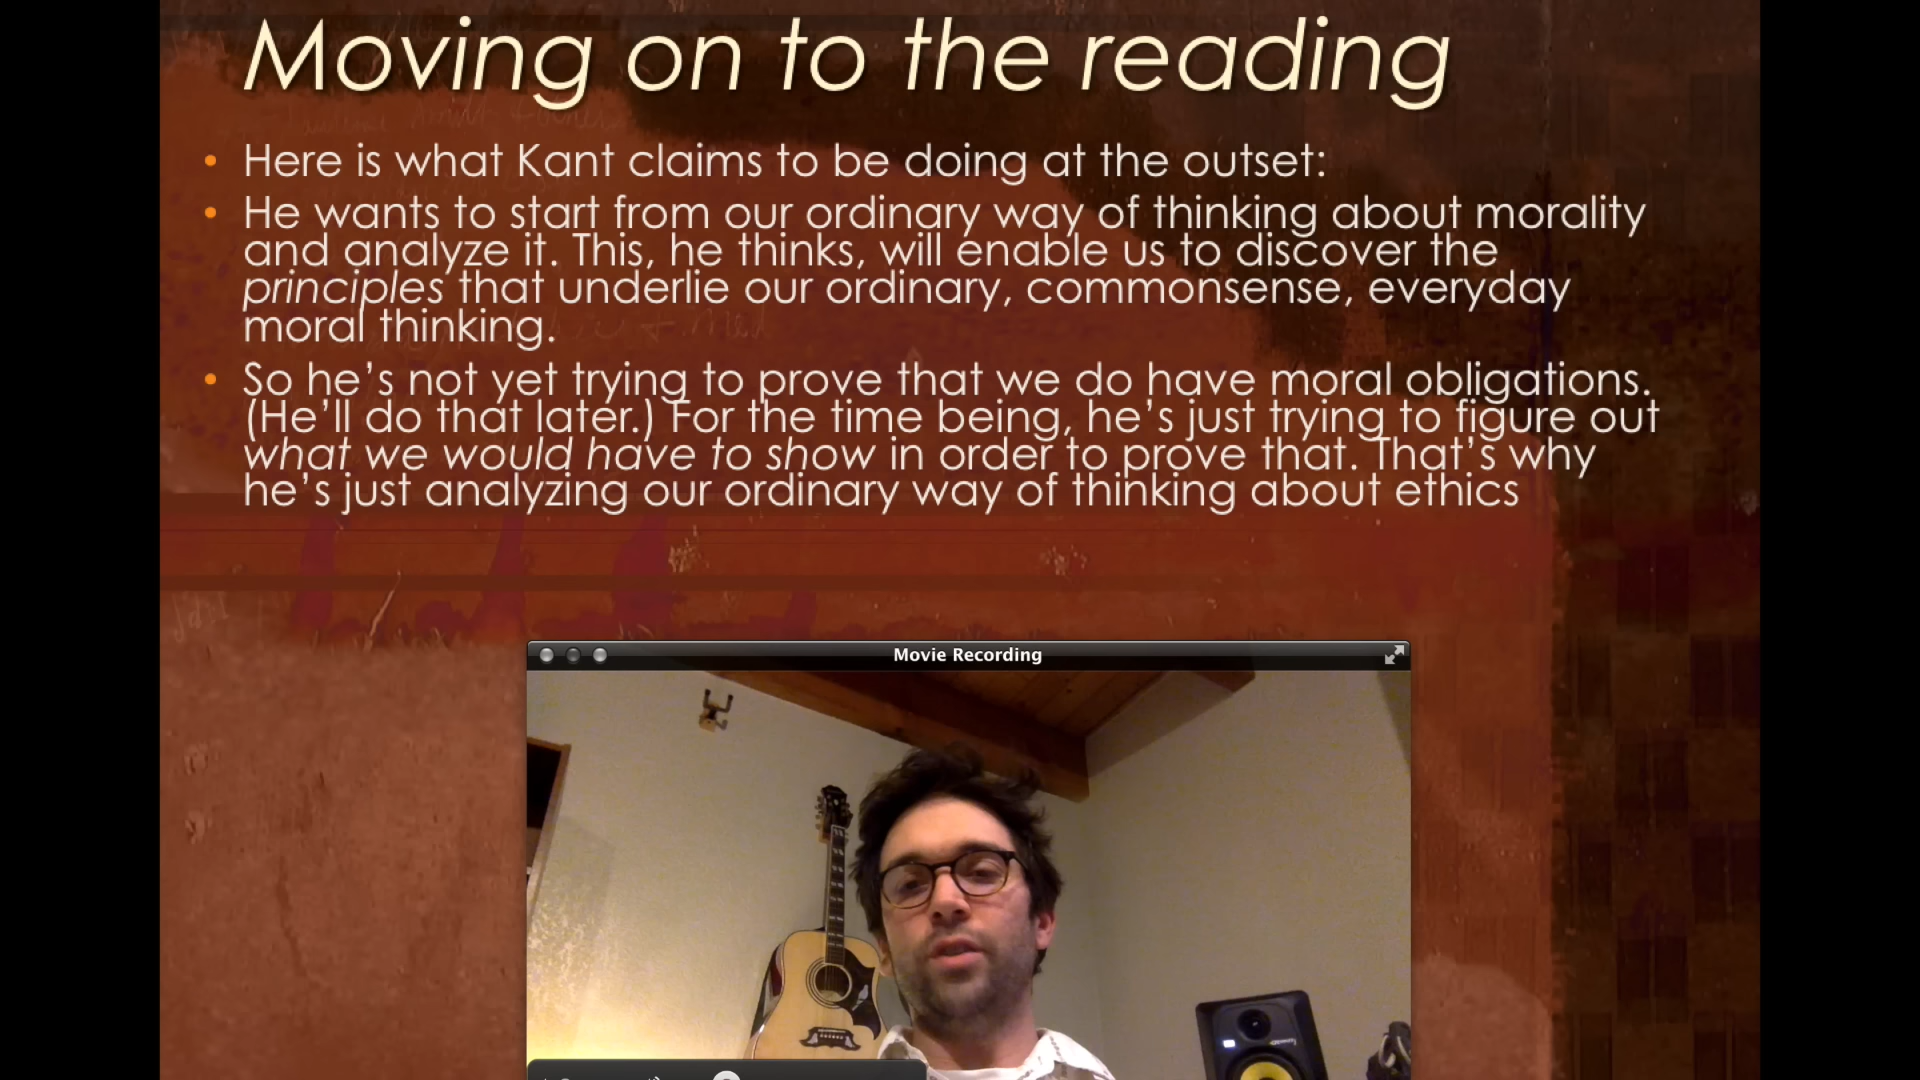 Moving on to the reading
• Here is what Kant claims to be doing at the outset:
• He wants to start from our ordinary way of thinking about morality
and analyze it. This, he thinks, will enable us to discover the
principles that underlie our ordinary, commonsense, everyday
moral thinking.
• So he's not yet trying to prove that we do have moral obligations.
(He'll do that later.) For the time being, he's just trying to figure out
what we would have to show in order to prove that. That's why
he's just analyzing our ordinary way of thinking about ethics
Movie Recording